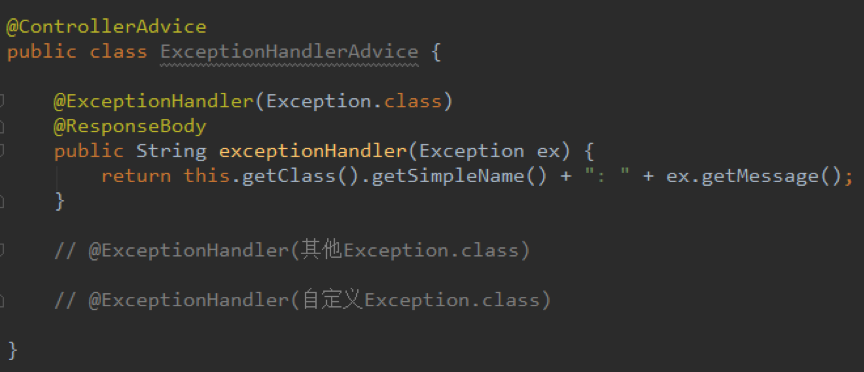 @ControllerAdvice
public class ExceptionHandlerAdvice {
@ExceptionHandler(Exception.class)
@ResponseBody
public String exceptionHandler(Exception ex) {
return this.getClass().getSimpleName() + ": " + ex.getMessage();
}
// @ExceptionHandler(其他Exception.class)
// @ExceptionHandler(自定义Exception.class)
}